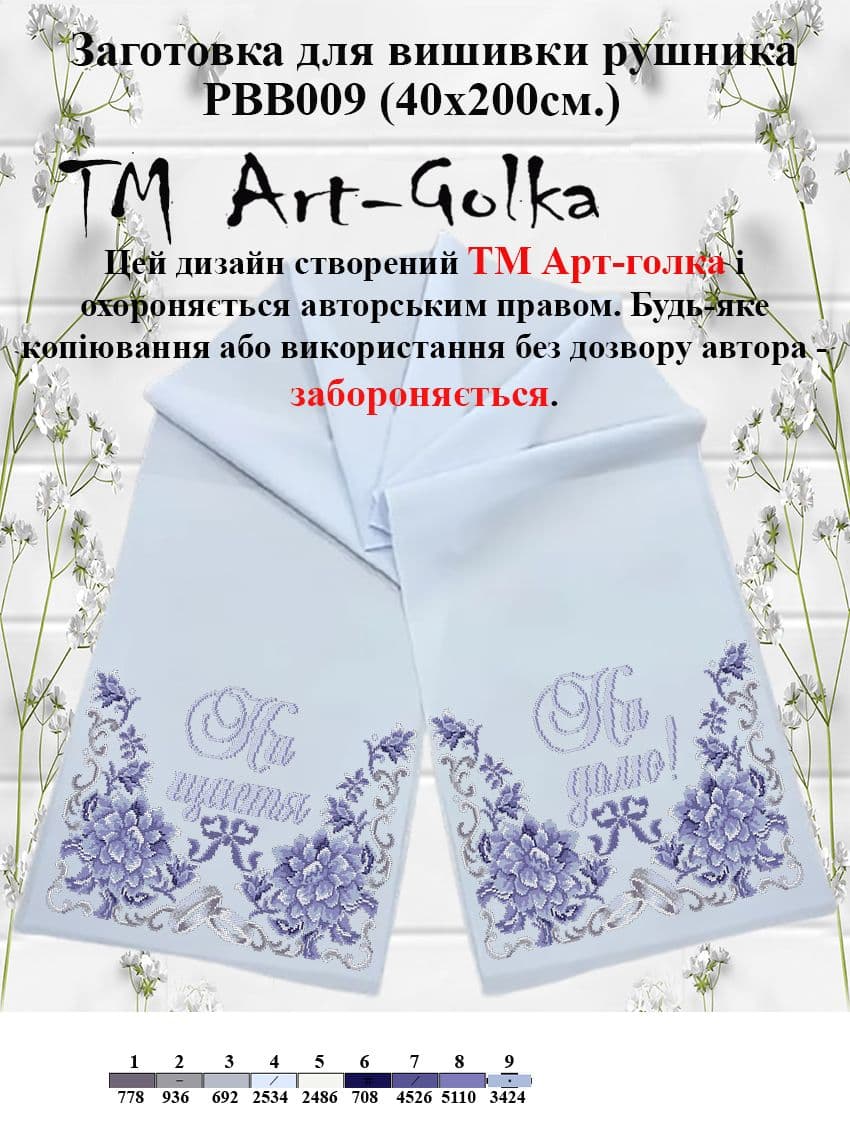 Заготовка для вишивки рушника
РВВ009 (40х200см.)
TM Art-Golka
Цей дизайн створений ТМ Арт-голка і
охороняється авторським правом. Будь-яке
копіювання або використання без дозвору автора -
забороняється.
На
щастя
На
долю!
1 2 3 4 5 6 7 8 9
778 936 692 2534 2486 708 4526 5110 3424